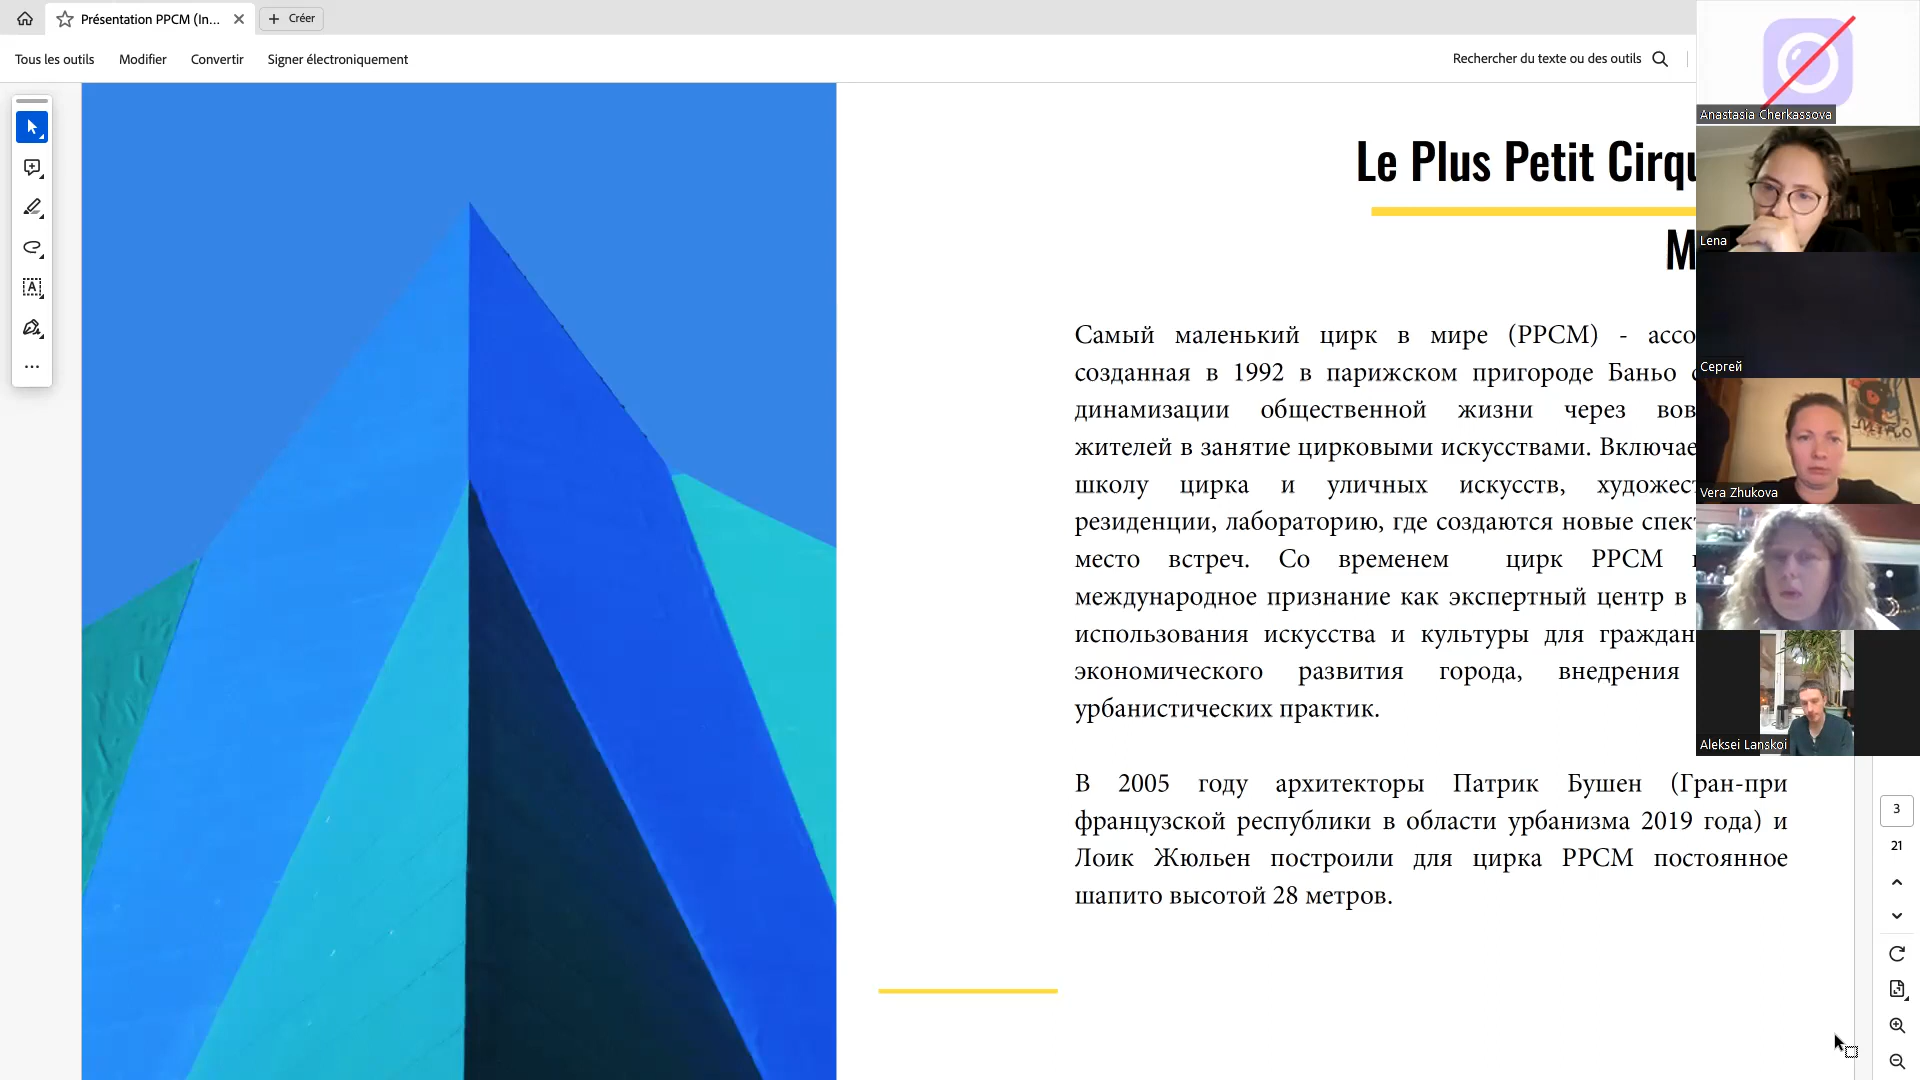 Présentation PPCM (In...
Créer
Tous les outils
Modifier
Convertir
Signer électroniquement
Rechercher du texte ou des outils
Le Plus Petit Cirqu
M
Самый маленький цирк в мире (PPCM) - ассо
созданная в 1992 в парижском пригороде Баньо с
динамизации общественной жизни через вов
жителей в занятие цирковыми искусствами. Включае
школу цирка и уличных искусств, художест
резиденции, лабораторию, где создаются новые спек
место встреч. Со временем цирк PPCM
международное признание как экспертный центр в
использования искусства и культуры для граждан
экономического развития города, внедрения
урбанистических практик.
В 2005 году архитекторы Патрик Бушен (Гран-при
французской республики в области урбанизма 2019 года) и
Лоик Жюльен построили для цирка PPCM постоянное
шапито высотой 28 метров.
Anastasia Cherkassova
Lena
Сергей
Vera Zhukova
Aleksei Lanskoi
3
21